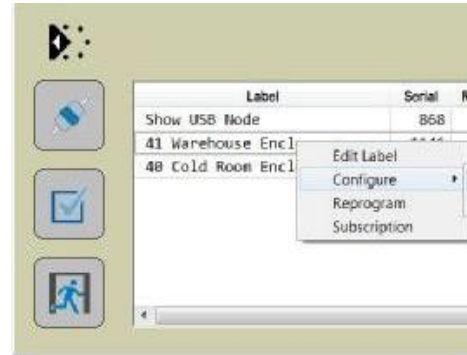 Label Serial
Show USB Node 868
41 Warehouse Encl
40 Cold Room Encl
Edit Label
Configure
Reprogram
Subscription